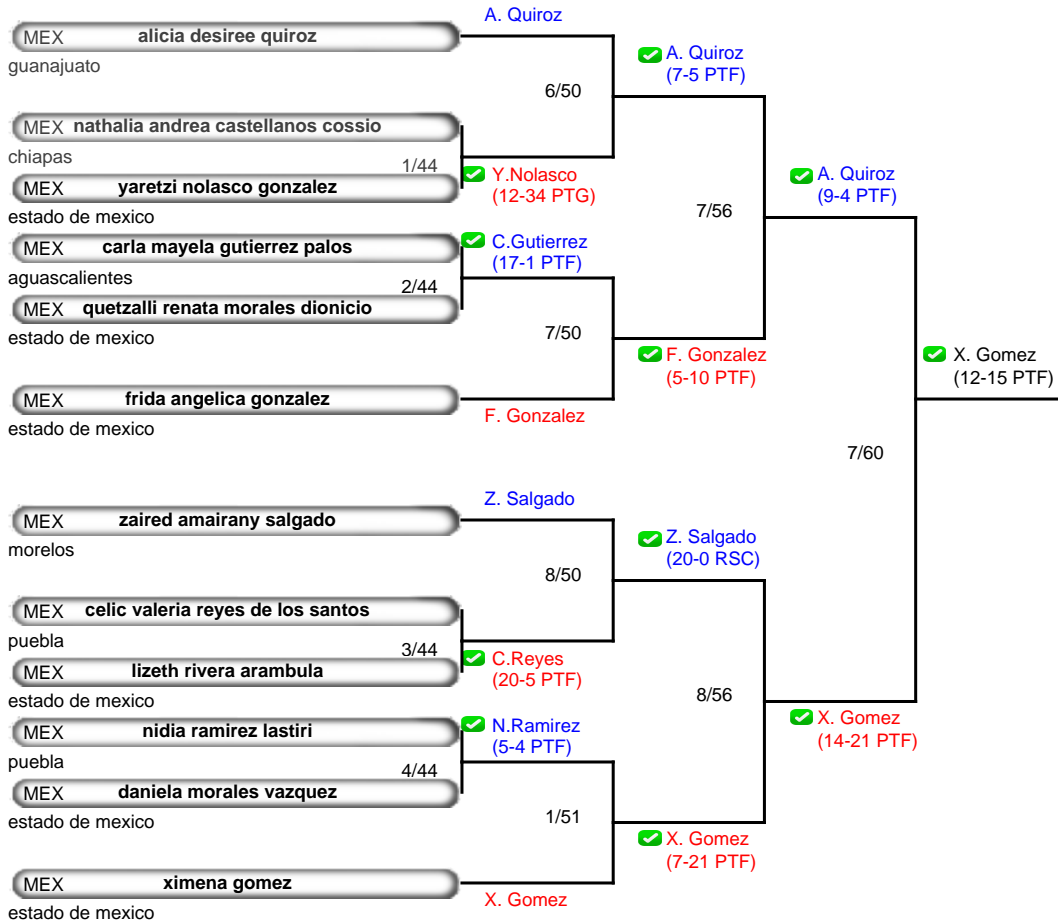 A. Quiroz
MEX alicia desiree quiroz
guanajuato
A. Quiroz
(7-5 PTF)
6/50
MEX nathalia andrea castellanos cossio
chiapas
1/44
Y.Nolasco
(12-34 PTG)
MEX yaretzi nolasco gonzalez
estado de mexico
A. Quiroz
(9-4 PTF)
7/56
MEX carla mayela gutierrez palos
aguascalientes
C.Gutierrez
(17-1 PTF)
2/44
MEX quetzalli renata morales dionicio
estado de mexico
7/50
F. Gonzalez
(5-10 PTF)
MEX frida angelica gonzalez
estado de mexico
F. Gonzalez
X. Gomez
(12-15 PTF)
7/60
Z. Salgado
MEX zaired amairany salgado
morelos
Z. Salgado
(20-0 RSC)
8/50
MEX celic valeria reyes de los santos
puebla
3/44
C.Reyes
(20-5 PTF)
MEX lizeth rivera arambula
estado de mexico
8/56
X. Gomez
(14-21 PTF)
MEX nidia ramirez lastiri
puebla
N.Ramirez
(5-4 PTF)
4/44
MEX daniela morales vazquez
estado de mexico
1/51
X. Gomez
(7-21 PTF)
MEX ximena gomez
estado de mexico
X. Gomez